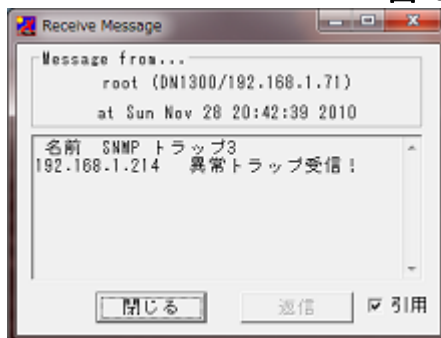 Receive Message
Message from...
root (DN1300/192.168.1.71)
at Sun Nov 28 20:42:39 2010
名前 SNMP トラップ3
192.168.1.214 異常トラップ受信！
閉じる
返信
引用